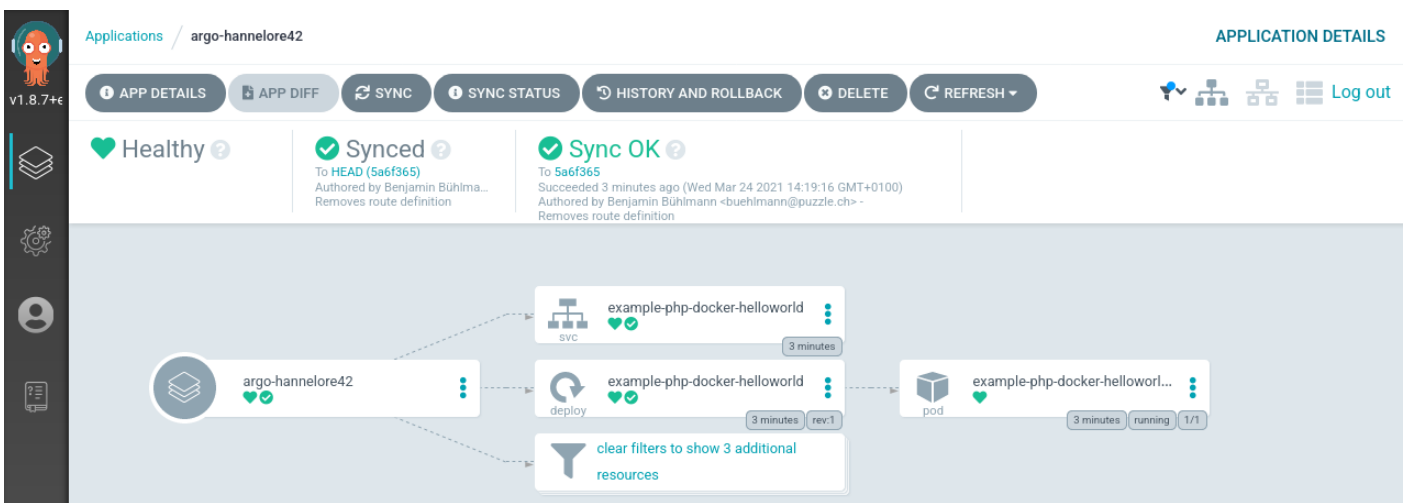 Applications / argo-hannelore42
APPLICATION DETAILS
v1.8.7+e
APP DETAILS
APP DIFF
SYNC
SYNC STATUS
HISTORY AND ROLLBACK
DELETE
REFRESH
Log out
Healthy
Synced
To HEAD (5a6f365)
Authored by Benjamin Bühlma...
Removes route definition
Sync OK
To 5a6f365
Succeeded 3 minutes ago (Wed Mar 24 2021 14:19:16 GMT+0100)
Authored by Benjamin Bühlmann <buehlmann@puzzle.ch> -
Removes route definition
example-php-docker-helloworld
svc
3 minutes
argo-hannelore42
example-php-docker-helloworld
deploy
3 minutes
rev:1
example-php-docker-helloworl...
pod
3 minutes
running
1/1
clear filters to show 3 additional
resources